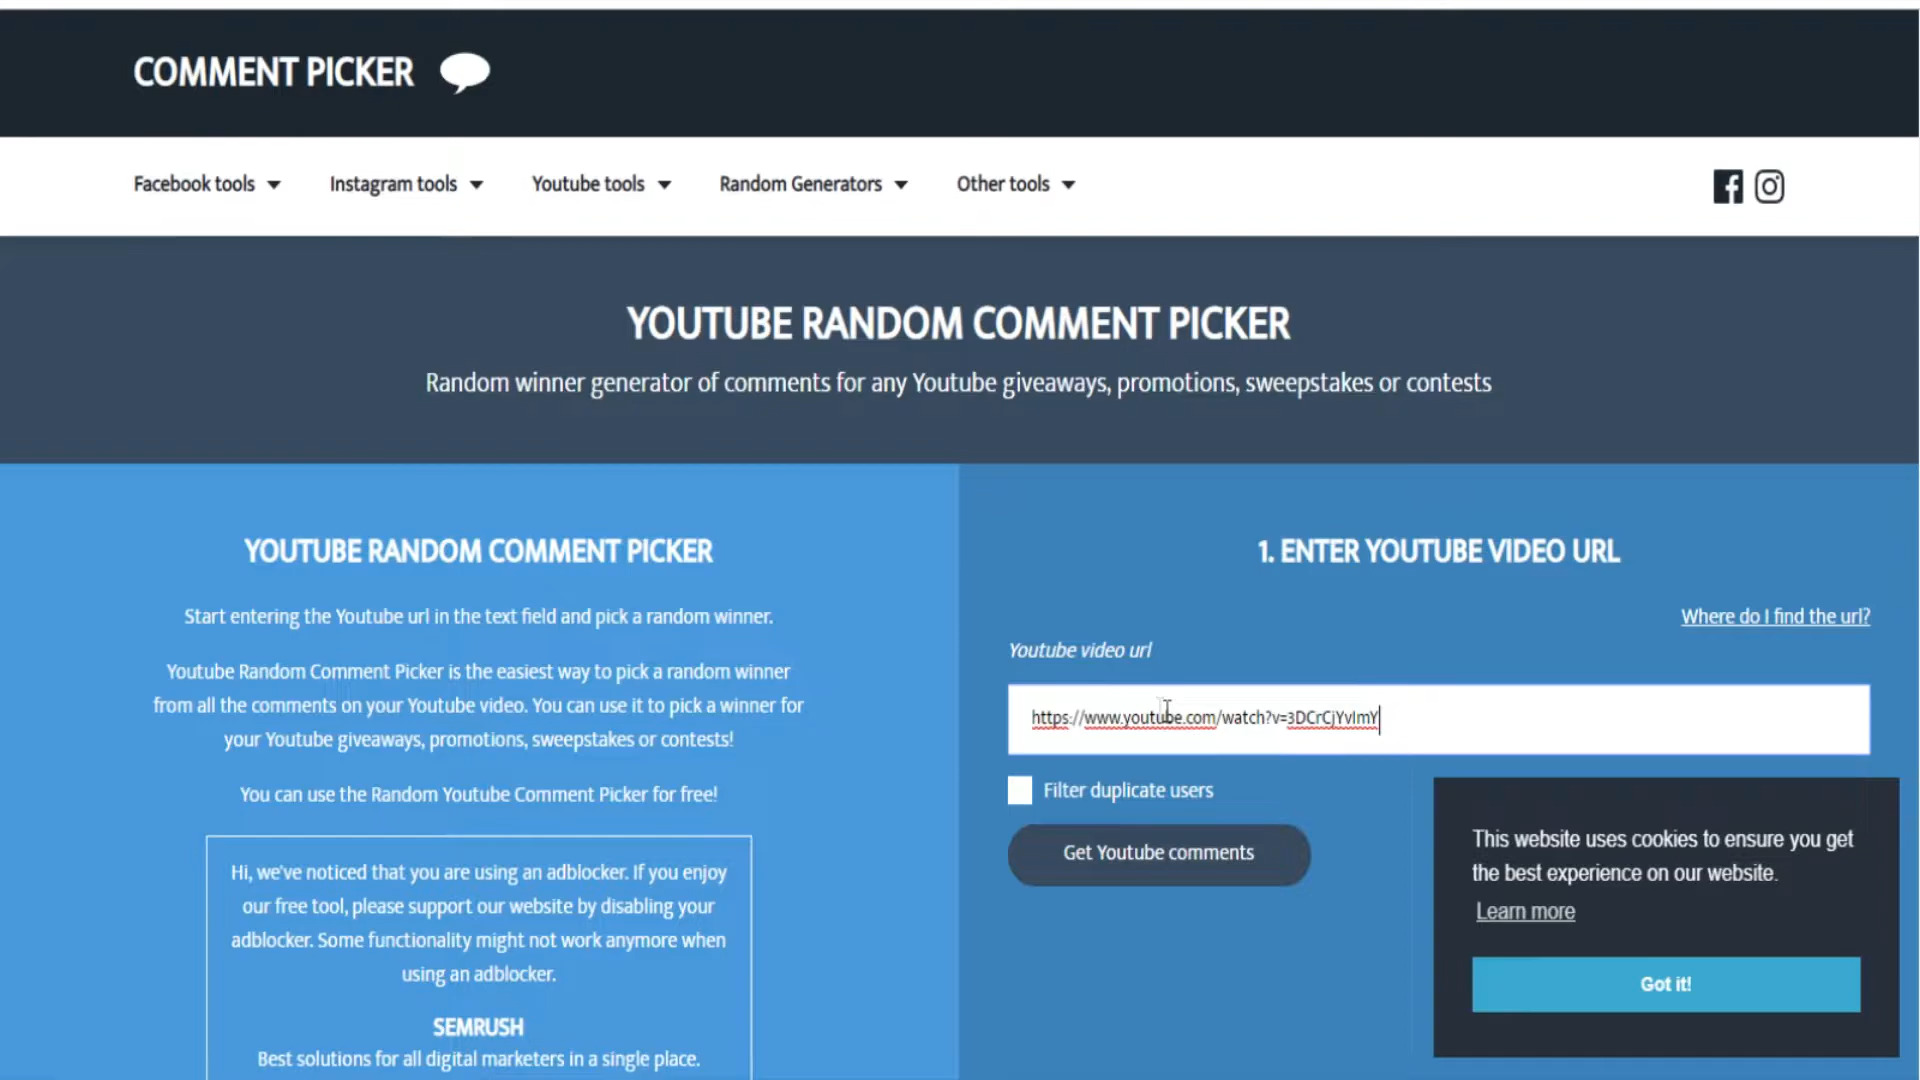 COMMENT PICKER
Facebook tools
Instagram tools
Youtube tools
Random Generators
Other tools
YOUTUBE RANDOM COMMENT PICKER
Random winner generator of comments for any Youtube giveaways, promotions, sweepstakes or contests
YOUTUBE RANDOM COMMENT PICKER
Start entering the Youtube url in the text field and pick a random winner.
Youtube Random Comment Picker is the easiest way to pick a random winner
from all the comments on your Youtube video. You can use it to pick a winner for
your Youtube giveaways, promotions, sweepstakes or contests!
You can use the Random Youtube Comment Picker for free!
Hi, we've noticed that you are using an adblocker. If you enjoy
our free tool, please support our website by disabling your
adblocker. Some functionality might not work anymore when
using an adblocker.
SEMRUSH
Best solutions for all digital marketers in a single place.
1. ENTER YOUTUBE VIDEO URL
Where do I find the url?
Youtube video url
https://www.youtube.com/watch?v=3DCrCjYvImY
Filter duplicate users
Get Youtube comments
This website uses cookies to ensure you get
the best experience on our website.
Learn more
Got it!